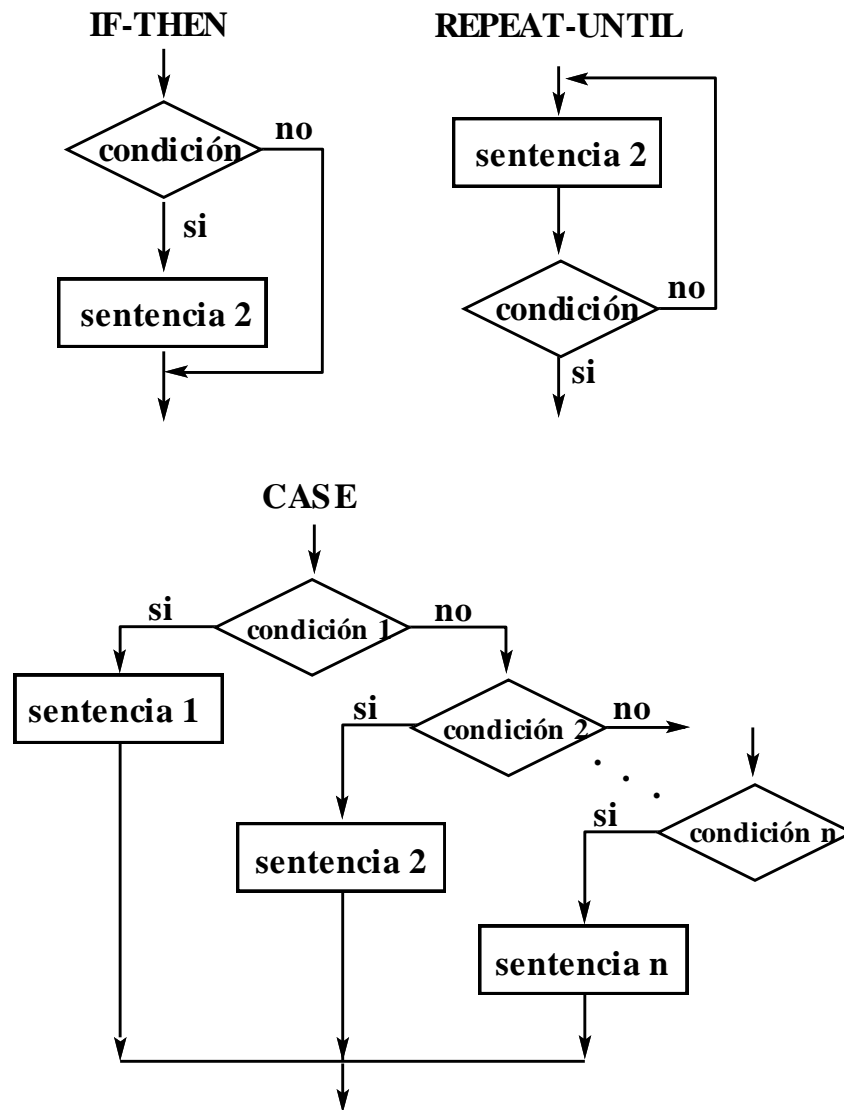 IF-THEN
REPEAT-UNTIL
condición
no
si
sentencia 2
sentencia 2
condición
no
si
CASE
si
condición 1
no
sentencia 1
si
condición 2
no
. . .
si
condición n
sentencia 2
sentencia n